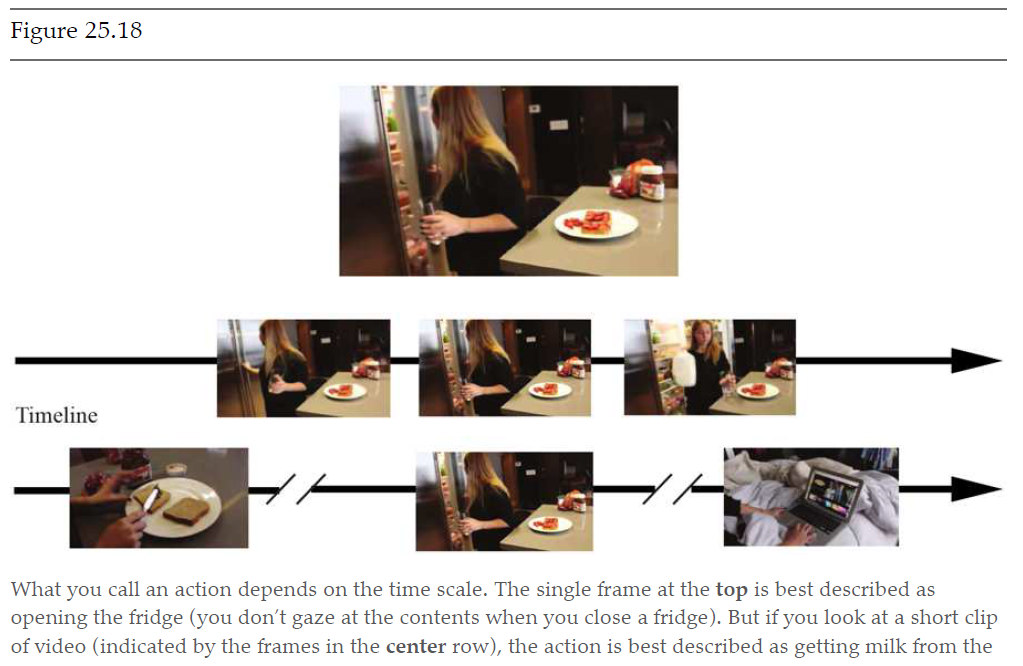 Figure 25.18
Timeline
What you call an action depends on the time scale. The single frame at the top is best described as
opening the fridge (you don’t gaze at the contents when you close a fridge). But if you look at a short clip
of video (indicated by the frames in the center row), the action is best described as getting milk from the